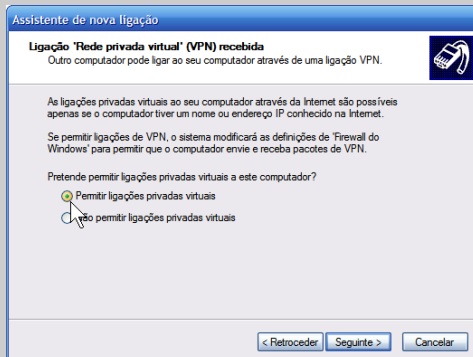 Assistente de nova ligação
Ligação 'Rede privada virtual' (VPN) recebida
Outro computador pode ligar ao seu computador através de uma ligação VPN.
As ligações privadas virtuais ao seu computador através da Internet são possíveis
apenas se o computador tiver um nome ou endereço IP conhecido na Internet.
Se permitir ligações de VPN, o sistema modificará as definições de 'Firewall do
Windows' para permitir que o computador envie e receba pacotes de VPN.
Pretende permitir ligações privadas virtuais a este computador?
Permitir ligações privadas virtuais
permitir ligações privadas virtuais
< Retroceder
Seguinte >
Cancelar